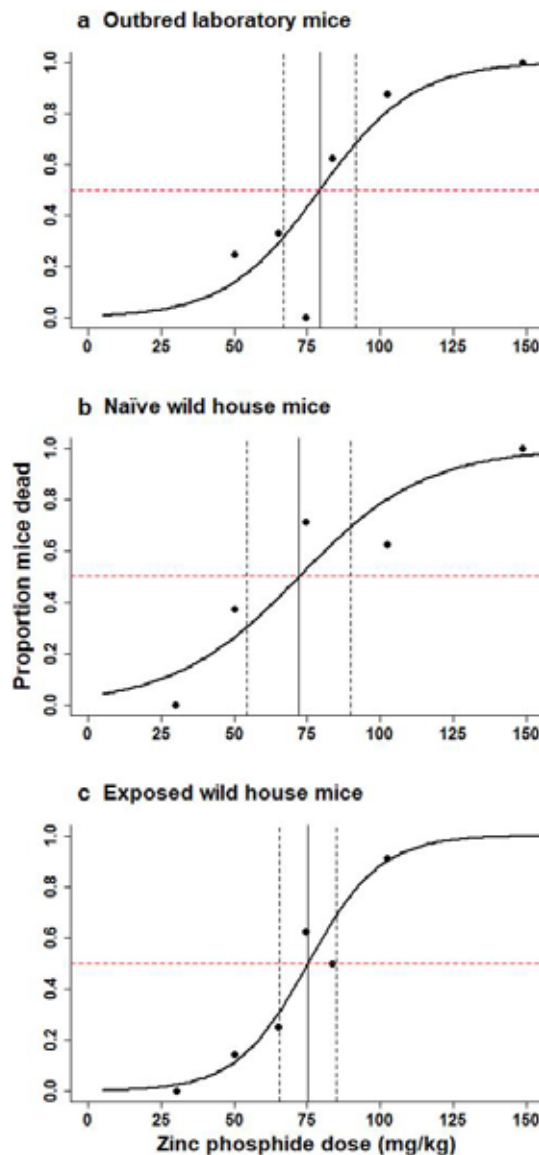 a Outbred laboratory mice
1.0
0.8
0.6
0.4
0.2
0.0
0 25 50 75 100 125 150
b Naïve wild house mice
Proportion mice dead
1.0
0.8
0.6
0.4
0.2
0.0
0 25 50 75 100 125 150
c Exposed wild house mice
1.0
0.8
0.6
0.4
0.2
0.0
0 25 50 75 100 125 150
Zinc phosphide dose (mg/kg)